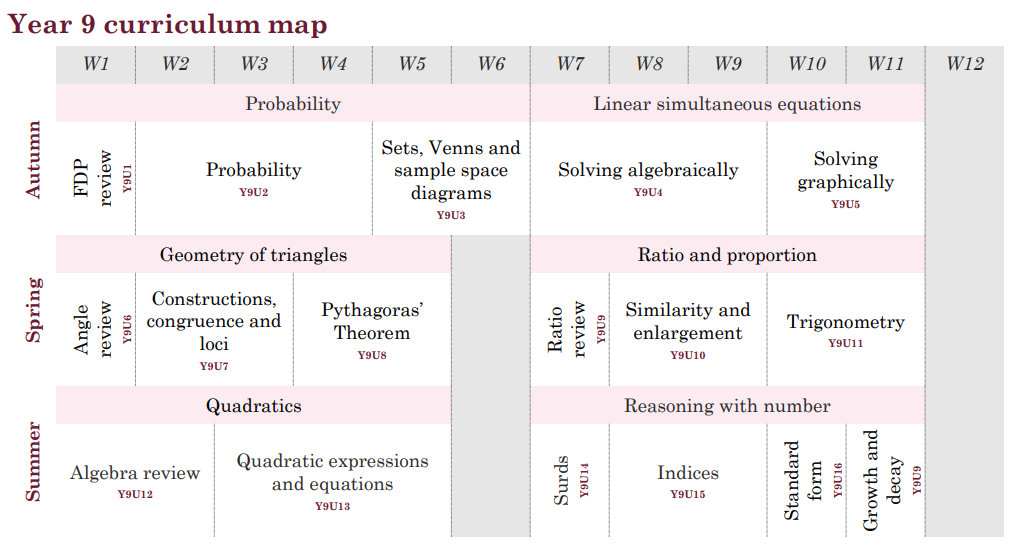 Year 9 curriculum map
W1 W2 W3 W4 W5 W6 W7 W8 W9 W10 W11 W12
Autumn
Probability
Linear simultaneous equations
FDP
review
Y9U1
Probability
Y9U2
Sets, Venns and
sample space
diagrams
Y9U3
Solving algebraically
Y9U4
Solving
graphically
Y9U5
Spring
Geometry of triangles
Ratio and proportion
Angle
review
Y9U6
Constructions,
congruence and
loci
Y9U7
Pythagoras'
Theorem
Y9U8
Ratio
review
Y9U9
Similarity and
enlargement
Y9U10
Trigonometry
Y9U11
Summer
Quadratics
Reasoning with number
Algebra review
Y9U12
Quadratic expressions
and equations
Y9U13
Surds
Y9U14
Indices
Y9U15
Standard
form
Y9U16
Growth and
decay
Y9U9